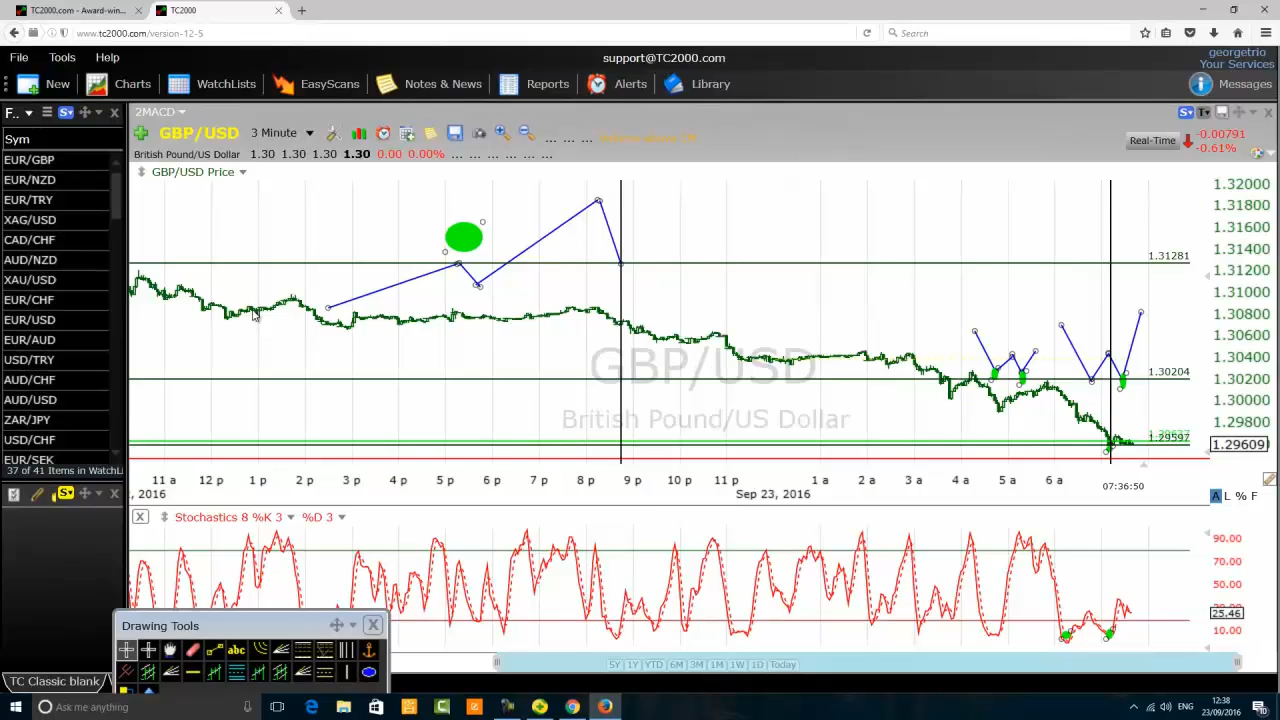 TC2000.com - Award-win...
TC2000
www.tc2000.com/version-12-5
Search
File
Tools
Help
support@TC2000.com
georgetrio
Your Services
New
Charts
WatchLists
EasyScans
Notes & News
Reports
Alerts
Library
Messages
F..
2MACD
Sym
GBP/USD
3 Minute
Real-Time
-0.00791
-0.61%
British Pound/US Dollar
1.30 1.30 1.30 1.30 0.00 0.00% ... ... ... ... ...
GBP/USD Price
EUR/GBP
EUR/NZD
EUR/TRY
XAG/USD
CAD/CHF
AUD/NZD
XAU/USD
EUR/CHF
EUR/USD
EUR/AUD
USD/TRY
AUD/CHF
AUD/USD
ZAR/JPY
USD/CHF
EUR/SEK
37 of 41 Items in WatchLi
1.32000
1.31800
1.31600
1.31400
1.31281
1.31200
1.31000
1.30800
1.30600
1.30400
1.30204
1.30200
1.30000
1.29800
1.29597
1.29609
GBP/USD
British Pound/US Dollar
11 a
12 p
1 p
2 p
3 p
4 p
5 p
6 p
7 p
8 p
9 p
10 p
11 p
2 a
3 a
4 a
5 a
6 a
, 2016
Sep 23, 2016
07:36:50
A L % F
Stochastics 8 %K 3
%D 3
90.00
70.00
50.00
25.46
10.00
Drawing Tools
abc
5Y
1Y
YTD
6M
3M
1M
1W
1D
Today
TC Classic blank
Ask me anything
ENG
12:38
23/09/2016